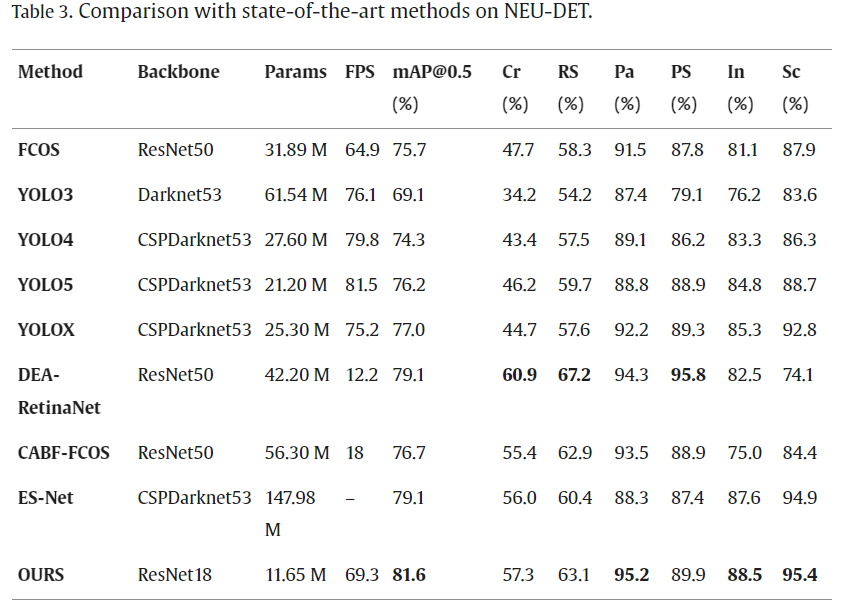 Table 3. Comparison with state-of-the-art methods on NEU-DET.
Method Backbone Params FPS mAP@0.5 Cr RS Pa PS In Sc
(%) (%) (%) (%) (%) (%) (%)
FCOS ResNet50 31.89 M 64.9 75.7 47.7 58.3 91.5 87.8 81.1 87.9
YOLO3 Darknet53 61.54 M 76.1 69.1 34.2 54.2 87.4 79.1 76.2 83.6
YOLO4 CSPDarknet53 27.60 M 79.8 74.3 43.4 57.5 89.1 86.2 83.3 86.3
YOLO5 CSPDarknet53 21.20 M 81.5 76.2 46.2 59.7 88.8 88.9 84.8 88.7
YOLOX CSPDarknet53 25.30 M 75.2 77.0 44.7 57.6 92.2 89.3 85.3 92.8
DEA- ResNet50 42.20 M 12.2 79.1 60.9 67.2 94.3 95.8 82.5 74.1
RetinaNet
CABF-FCOS ResNet50 56.30 M 18 76.7 55.4 62.9 93.5 88.9 75.0 84.4
ES-Net CSPDarknet53 147.98 – 79.1 56.0 60.4 88.3 87.4 87.6 94.9
M
OURS ResNet18 11.65 M 69.3 81.6 57.3 63.1 95.2 89.9 88.5 95.4